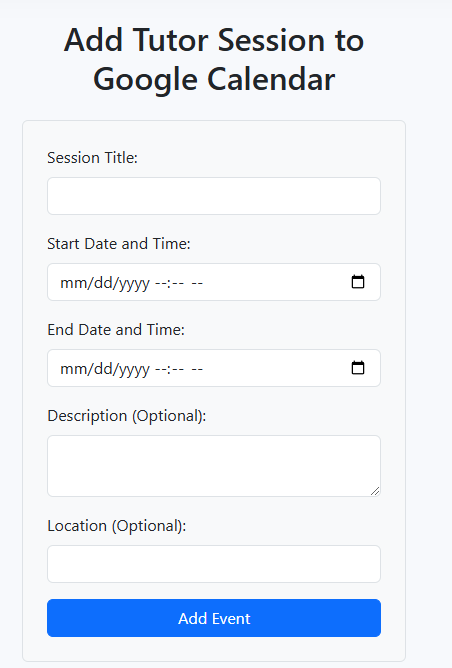 Add Tutor Session to
Google Calendar
Session Title:
Start Date and Time:
mm/dd/yyyy --:-- --
End Date and Time:
mm/dd/yyyy --:-- --
Description (Optional):
Location (Optional):
Add Event